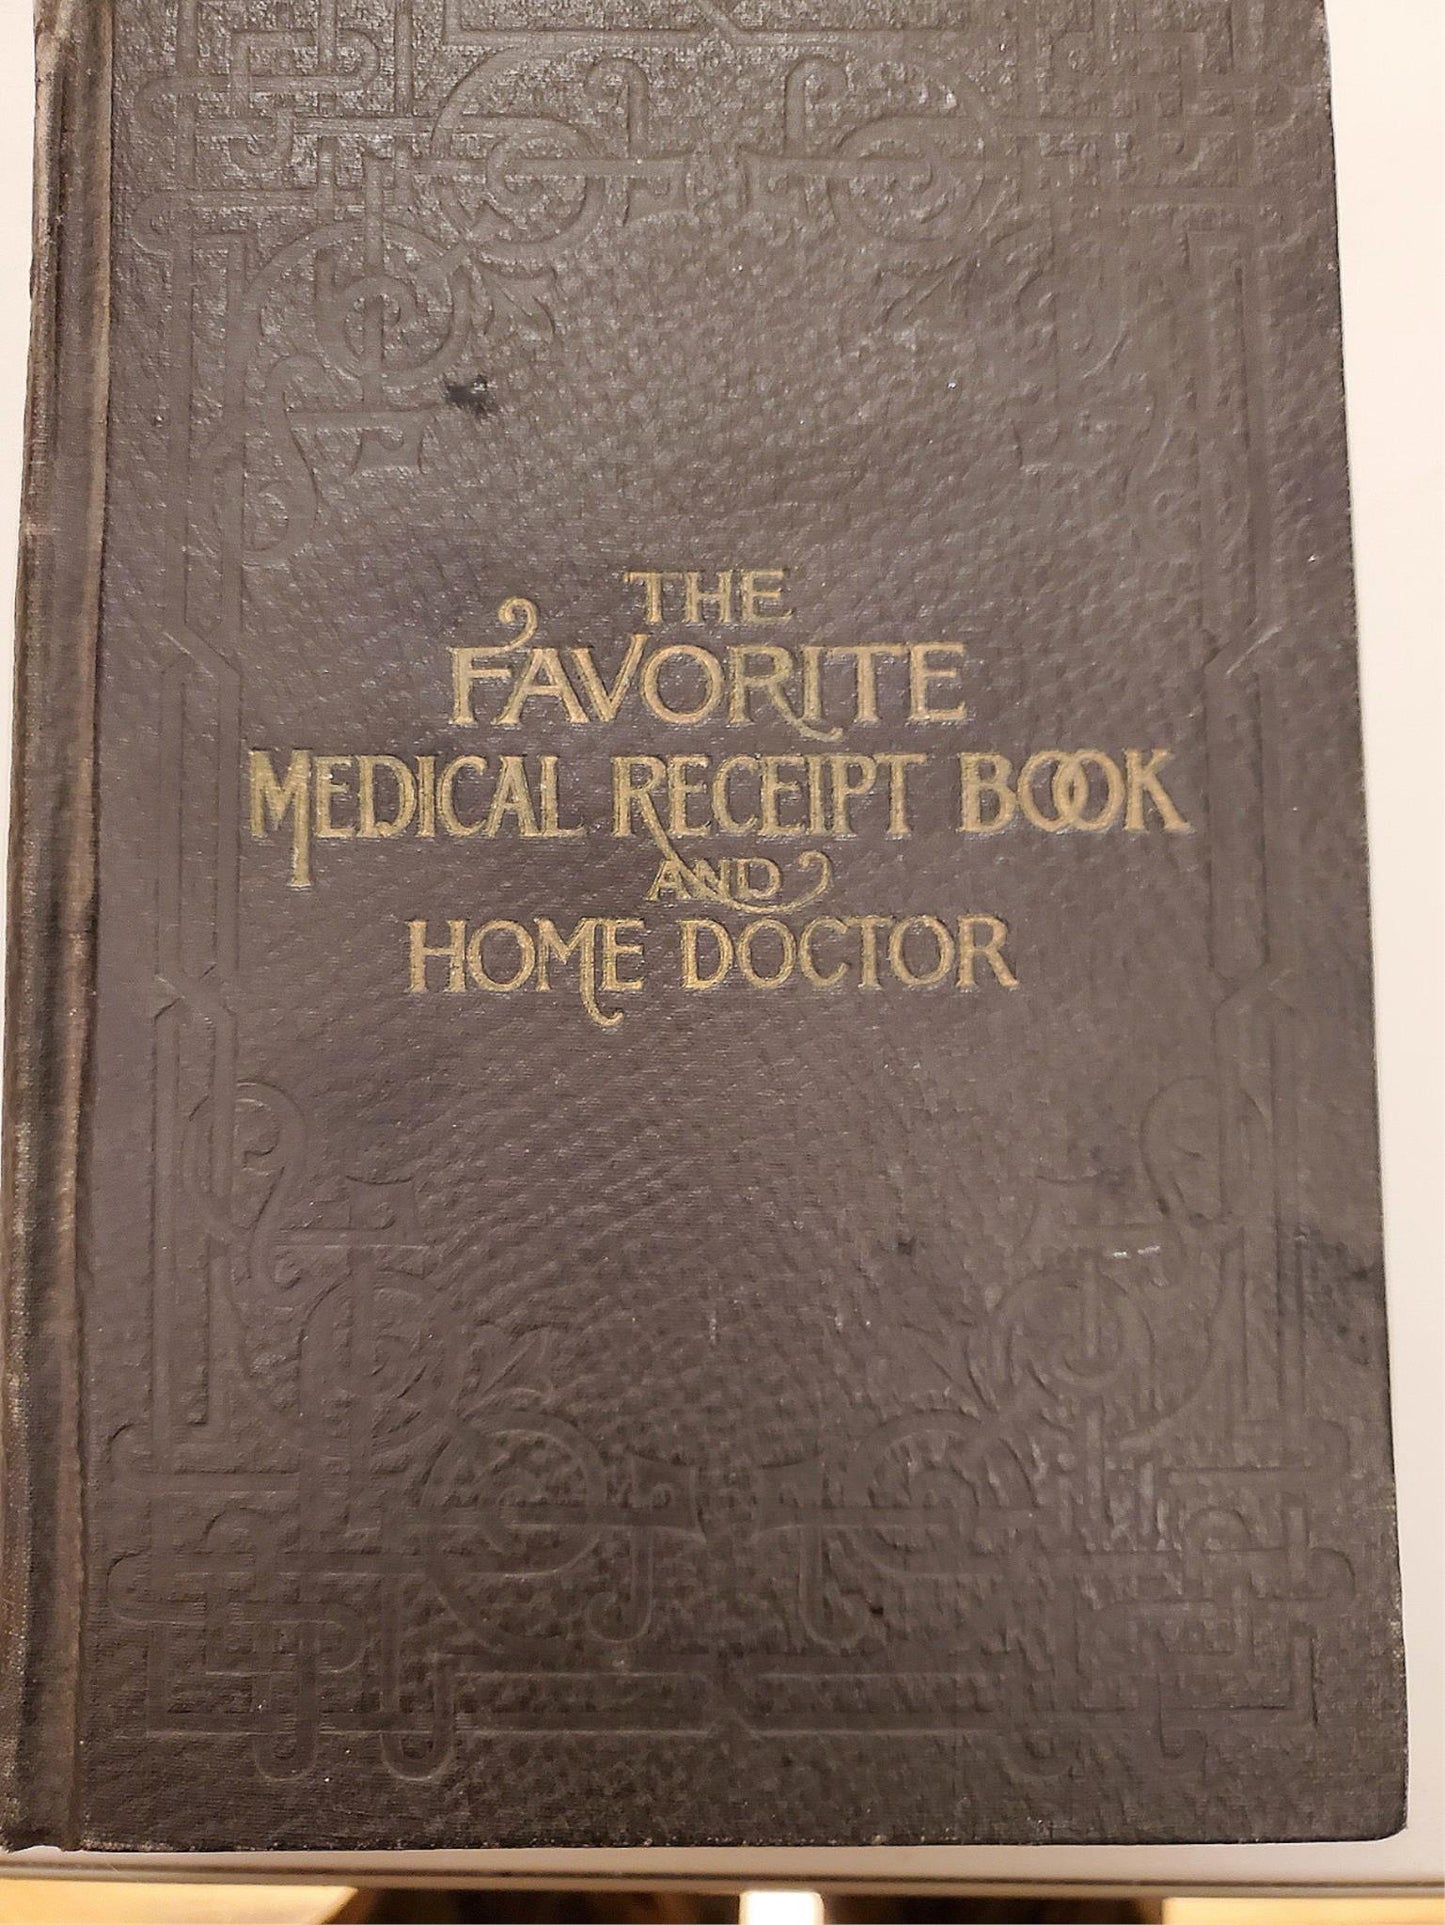 THE
FAVORITE
MEDICAL RECEIPT BOOK
AND
HOME DOCTOR